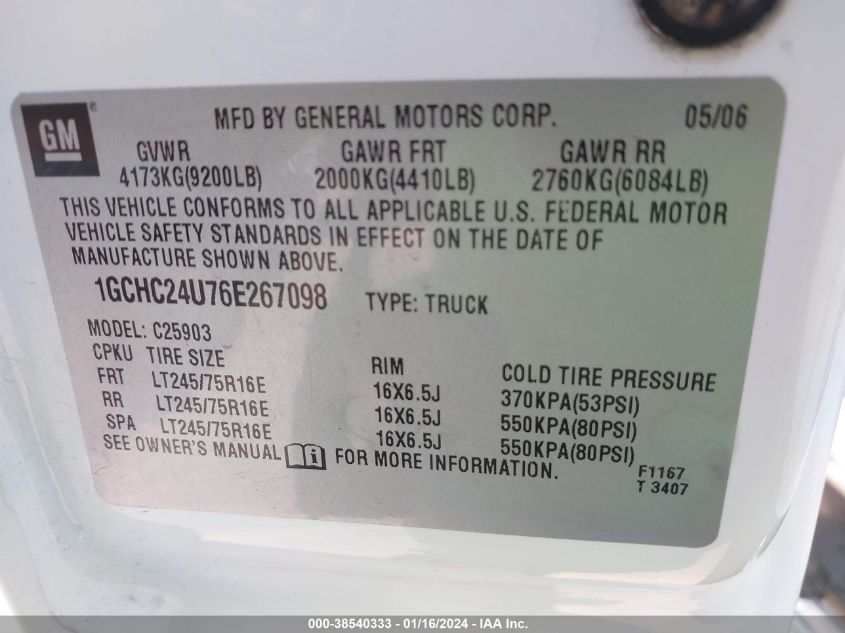 GM ® MFD BY GENERAL MOTORS CORP. 05/06
GVWR GAWR FRT GAWR RR
4173KG(9200LB) 2000KG(4410LB) 2760KG(6084LB)
THIS VEHICLE CONFORMS TO ALL APPLICABLE U.S. FEDERAL MOTOR
VEHICLE SAFETY STANDARDS IN EFFECT ON THE DATE OF
MANUFACTURE SHOWN ABOVE.
1GCHC24U76E267098 TYPE: TRUCK
MODEL: C25903
CPKU TIRE SIZE RIM COLD TIRE PRESSURE
FRT LT245/75R16E 16X6.5J 370KPA(53PSI)
RR LT245/75R16E 16X6.5J 550KPA(80PSI)
SPA LT245/75R16E 16X6.5J 550KPA(80PSI)
SEE OWNER'S MANUAL FOR MORE INFORMATION.
F1167
T 3407
000-38540333 - 01/16/2024 - IAA Inc.